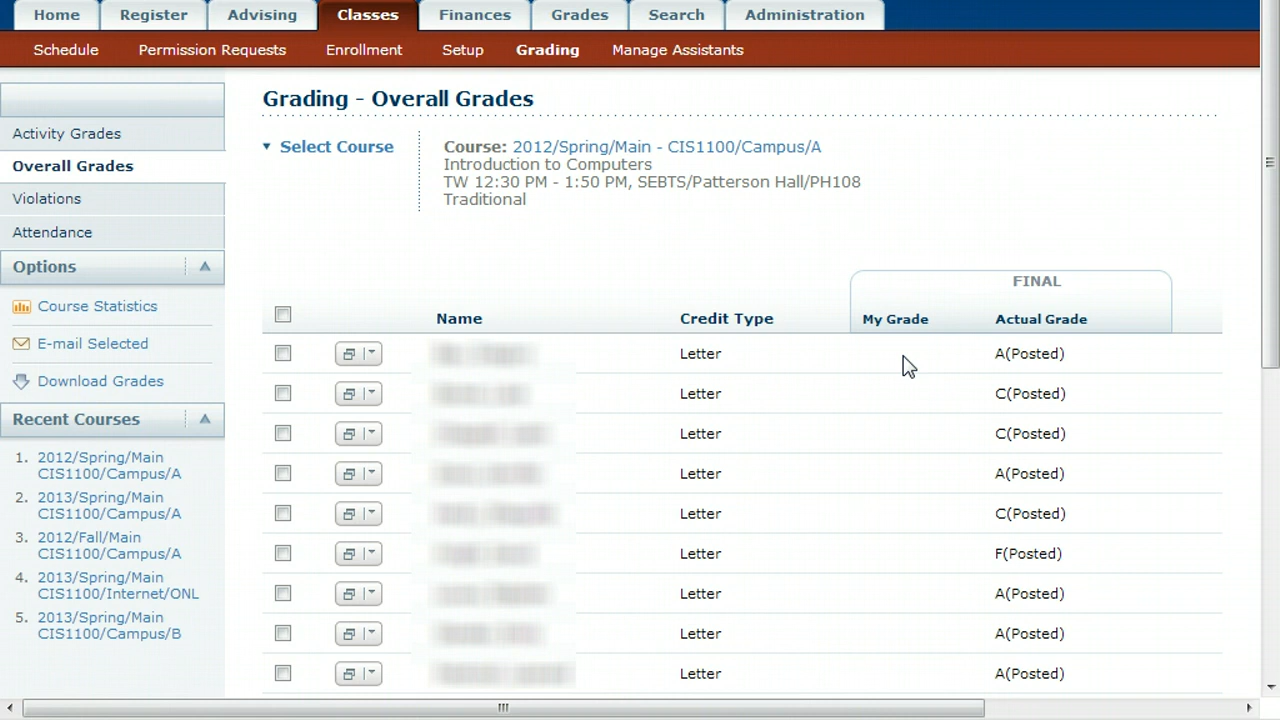 Home Register Advising Classes Finances Grades Search Administration
Schedule Permission Requests Enrollment Setup Grading Manage Assistants
Activity Grades
Overall Grades
Violations
Attendance
Options
Course Statistics
E-mail Selected
Download Grades
Recent Courses
1. 2012/Spring/Main
CIS1100/Campus/A
2. 2013/Spring/Main
CIS1100/Campus/A
3. 2012/Fall/Main
CIS1100/Campus/A
4. 2013/Spring/Main
CIS1100/Internet/ONL
5. 2013/Spring/Main
CIS1100/Campus/B
Grading - Overall Grades
Select Course
Course: 2012/Spring/Main - CIS1100/Campus/A
Introduction to Computers
TW 12:30 PM - 1:50 PM, SEBTS/Patterson Hall/PH108
Traditional
FINAL
Name Credit Type My Grade Actual Grade
Letter A(Posted)
Letter C(Posted)
Letter C(Posted)
Letter A(Posted)
Letter C(Posted)
Letter F(Posted)
Letter A(Posted)
Letter A(Posted)
Letter A(Posted)